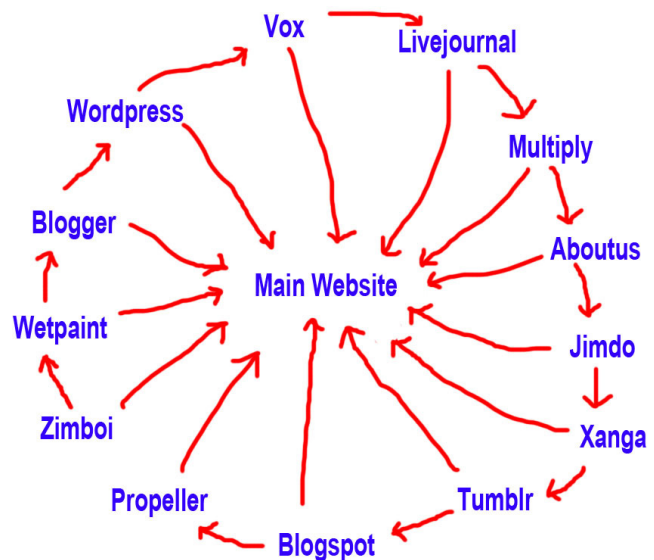 Vox
Livejournal
Wordpress
Multiply
Blogger
Aboutus
Main Website
Wetpaint
Jimdo
Zimboi
Xanga
Propeller
Tumblr
Blogspot